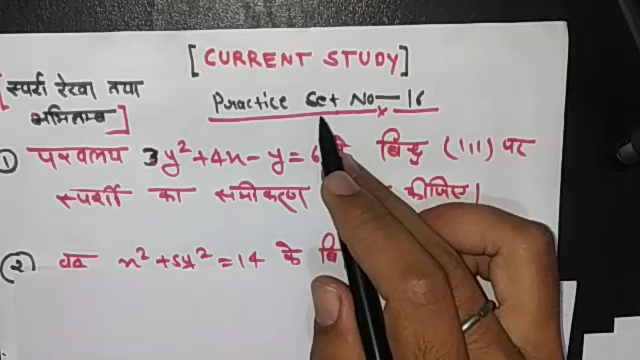 [CURRENT STUDY]
[स्पर्श रेखा तथा
अभिलम्ब]
Practice Set No - 16
① परवलय 3y²+4x-y=6 बिन्दु (1,1) पर
स्पर्शी का समीकरण कीजिए।
② वक्र x²+5y²=14 के